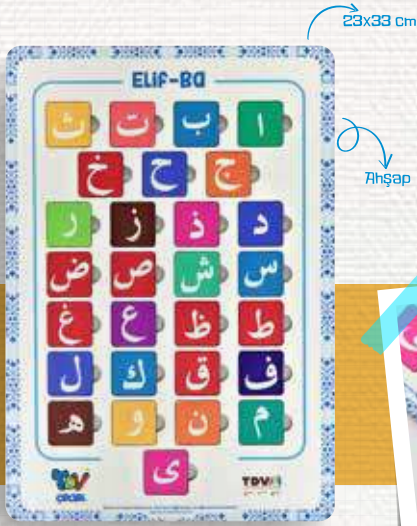 23x33 cm
Elif-Ba
ا ب ت ث
ج ح خ
د ذ ز ر
س ش ص ض
ط ظ ع غ
ف ق ك ل
م ن و ه
ى
Ahşap
TDV